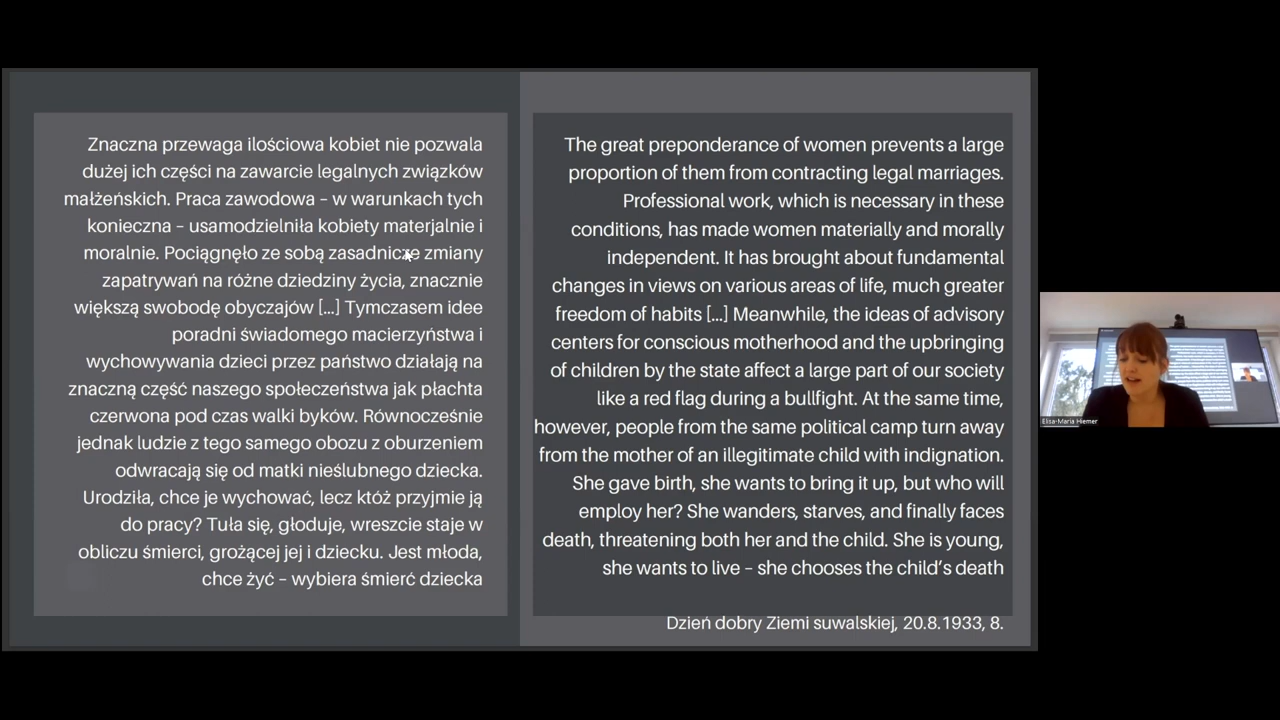 Znaczna przewaga ilościowa kobiet nie pozwala
dużej ich części na zawarcie legalnych związków
małżeńskich. Praca zawodowa – w warunkach tych
konieczna – usamodzielniła kobiety materjalnie i
moralnie. Pociągnęło ze sobą zasadnicze zmiany
zapatrywań na różne dziedziny życia, znacznie
większą swobodę obyczajów [...] Tymczasem idee
poradni świadomego macierzyństwa i
wychowywania dzieci przez państwo działają na
znaczną część naszego społeczeństwa jak płachta
czerwona pod czas walki byków. Równocześnie
jednak ludzie z tego samego obozu z oburzeniem
odwracają się od matki nieślubnego dziecka.
Urodziła, chce je wychować, lecz któż przyjmie ją
do pracy? Tuła się, głoduje, wreszcie staje w
obliczu śmierci, grożącej jej i dziecku. Jest młoda,
chce żyć – wybiera śmierć dziecka
The great preponderance of women prevents a large
proportion of them from contracting legal marriages.
Professional work, which is necessary in these
conditions, has made women materially and morally
independent. It has brought about fundamental
changes in views on various areas of life, much greater
freedom of habits [...] Meanwhile, the ideas of advisory
centers for conscious motherhood and the upbringing
of children by the state affect a large part of our society
like a red flag during a bullfight. At the same time,
however, people from the same political camp turn away
from the mother of an illegitimate child with indignation.
She gave birth, she wants to bring it up, but who will
employ her? She wanders, starves, and finally faces
death, threatening both her and the child. She is young,
she wants to live – she chooses the child’s death
Dzień dobry Ziemi suwalskiej, 20.8.1933, 8.
Elisa-Maria Hiemer